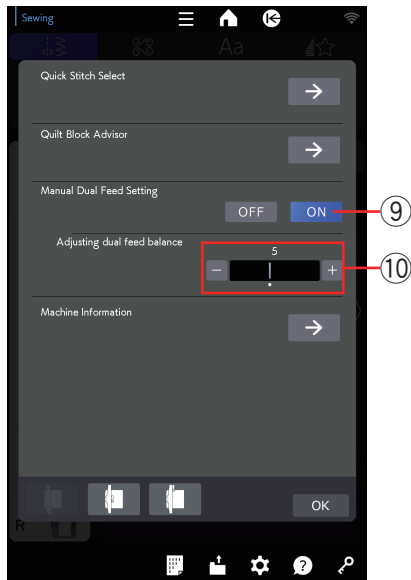 Sewing
Aa
Quick Stitch Select
Quilt Block Advisor
Manual Dual Feed Setting
OFF ON
⑨
Adjusting dual feed balance
5
− +
⑩
Machine Information
OK
R
?